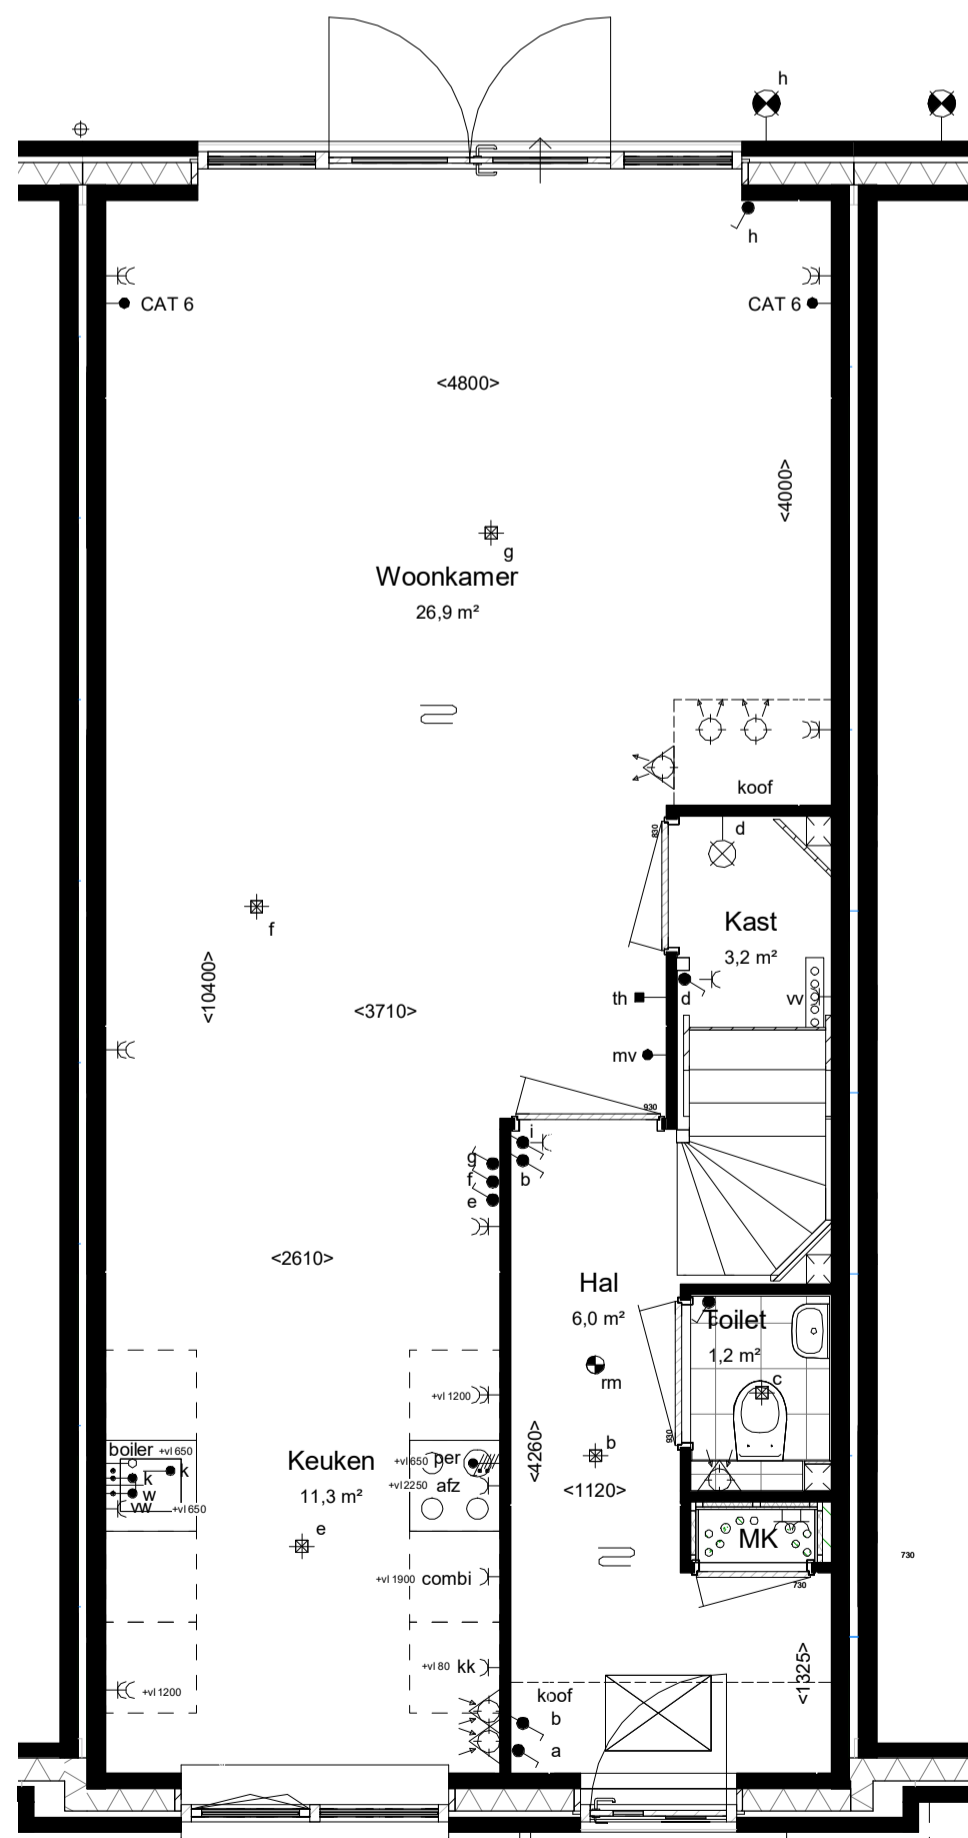 h
h
CAT 6
CAT 6
<4800>
<4000>
g
Woonkamer
26,9 m²
koof
830
d
Kast
3,2 m²
f
<10400>
th
d
vv
<3710>
mv
930
i
g
b
f
e
<2610>
Hal
6,0 m²
Toilet
1,2 m²
rm
c
+vl 1200
930
b
<4260>
<1120>
boiler +vl 650
k
k
w
vw
+vl 650
Keuken
11,3 m²
e
+vl 650 per
+vl 2250 afz
MK
730
730
+vl 1900 combi
+vl 80 kk
+vl 1200
<1325>
koof
b
a